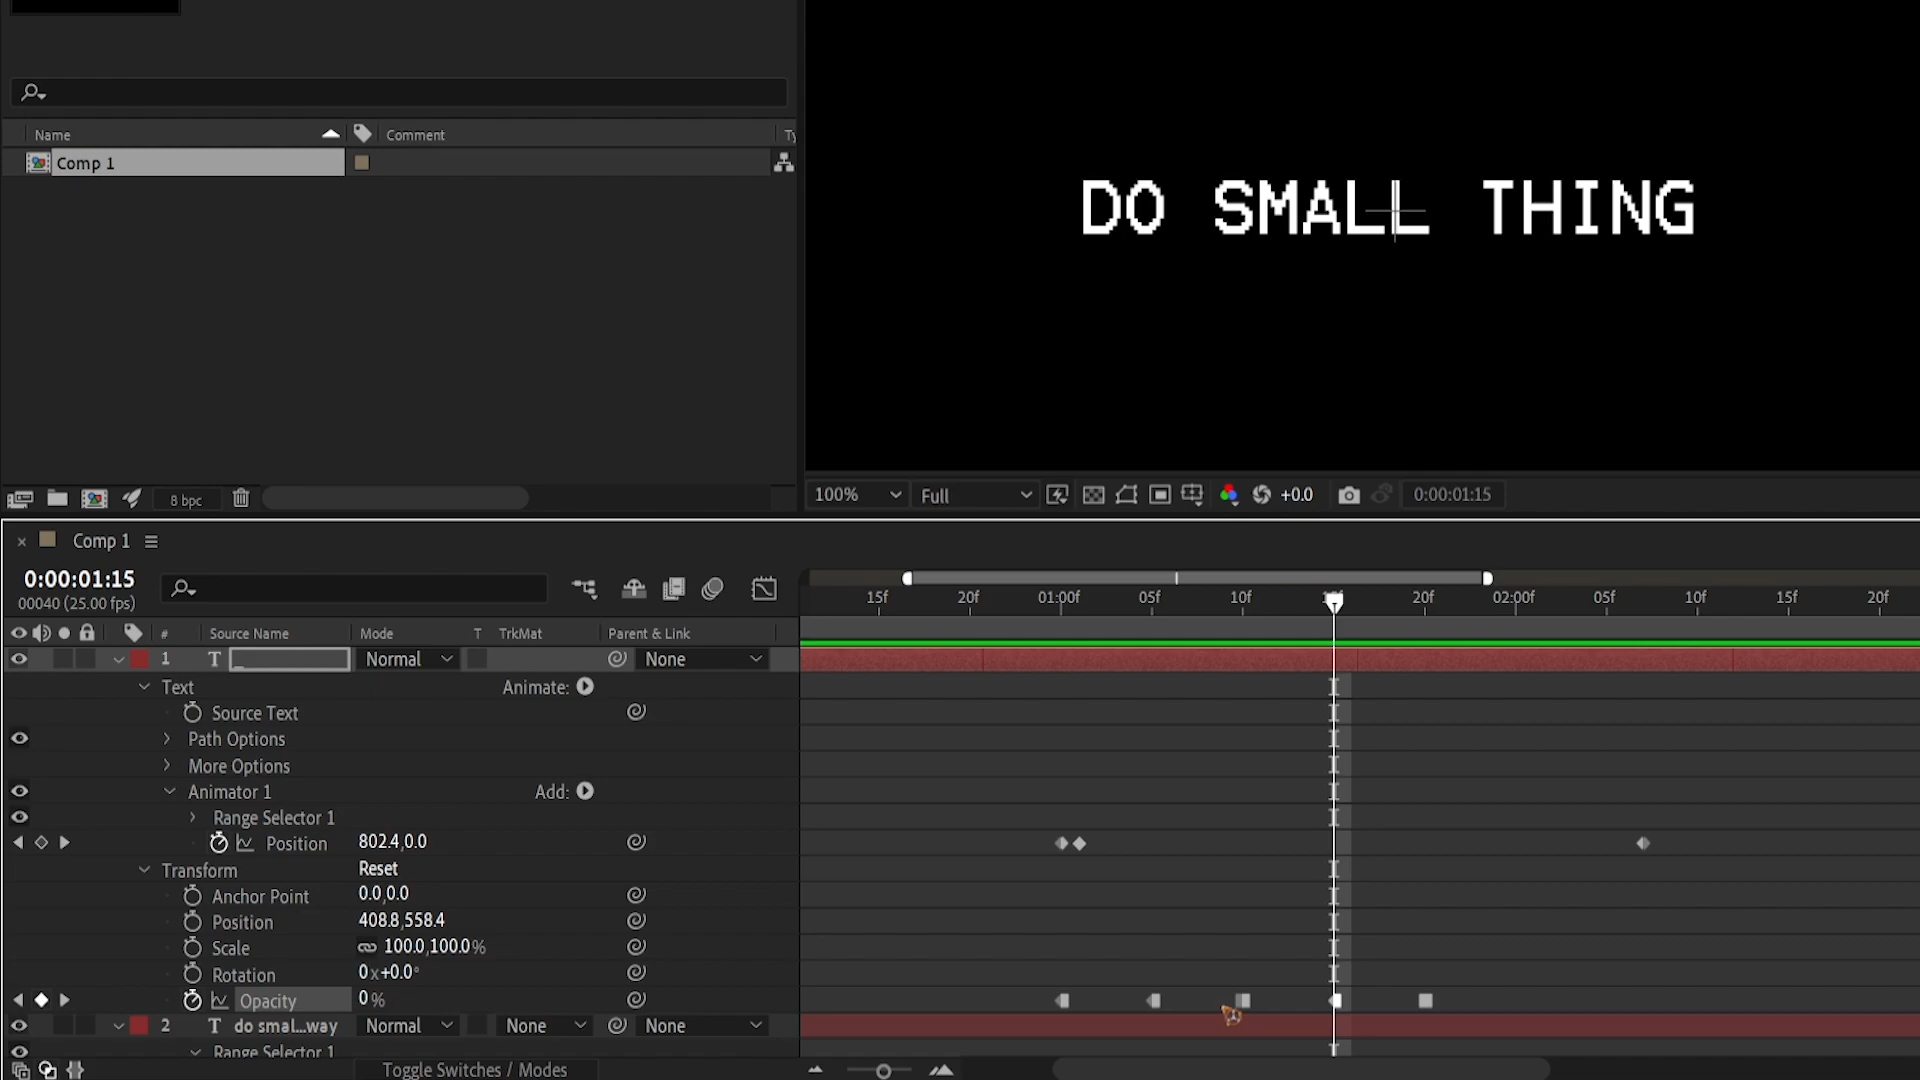 Name Comment Ty
Comp 1
DO SMALL THING
8 bpc
100% Full +0.0 0:00:01:15
Comp 1
0:00:01:15
00040 (25.00 fps)
15f 20f 01:00f 05f 10f 20f 02:00f 05f 10f 15f 20f
# Source Name Mode T TrkMat Parent & Link
1 T _ Normal None
Text Animate:
Source Text
Path Options
More Options
Animator 1 Add:
Range Selector 1
Position 802.4,0.0
Transform Reset
Anchor Point 0.0,0.0
Position 408.8,558.4
Scale 100.0,100.0%
Rotation 0x+0.0°
Opacity 0%
2 T do smal...way Normal None None
Range Selector 1
Toggle Switches / Modes